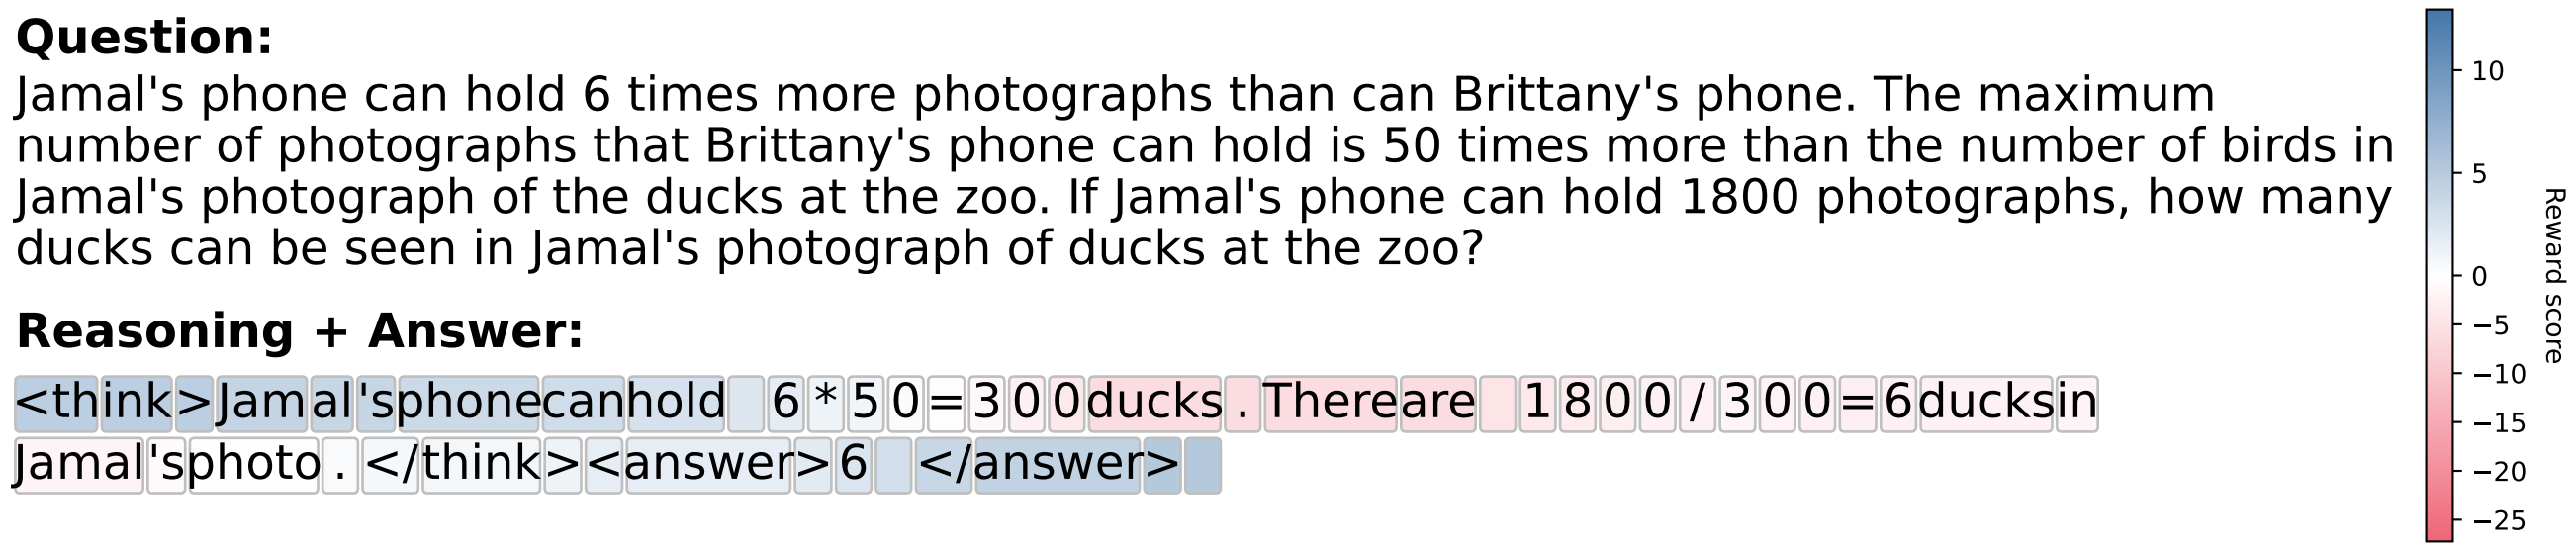 Question:
Jamal's phone can hold 6 times more photographs than can Brittany's phone. The maximum
number of photographs that Brittany's phone can hold is 50 times more than the number of birds in
Jamal's photograph of the ducks at the zoo. If Jamal's phone can hold 1800 photographs, how many
ducks can be seen in Jamal's photograph of ducks at the zoo?
Reasoning + Answer:
<think>Jamal'sphonecanhold 6*50=300ducks.Thereare 1800/300=6ducksin
Jamal'sphoto.</think><answer>6 </answer>
10
5
0
−5
−10
−15
−20
−25
Reward score